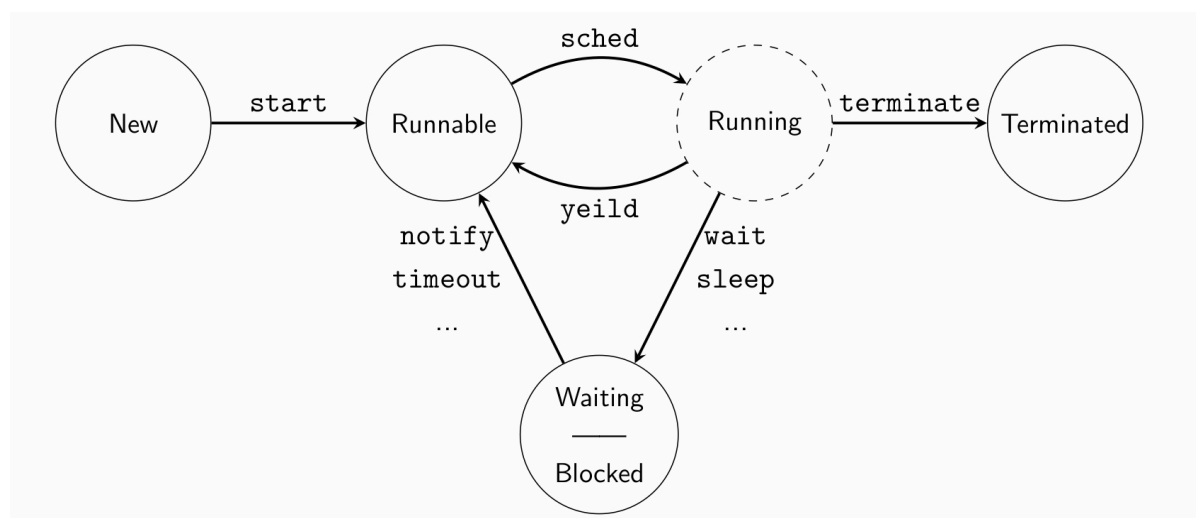 sched
New
start
Runnable
Running
terminate
Terminated
yeild
notify
timeout
...
wait
sleep
...
Waiting
Blocked